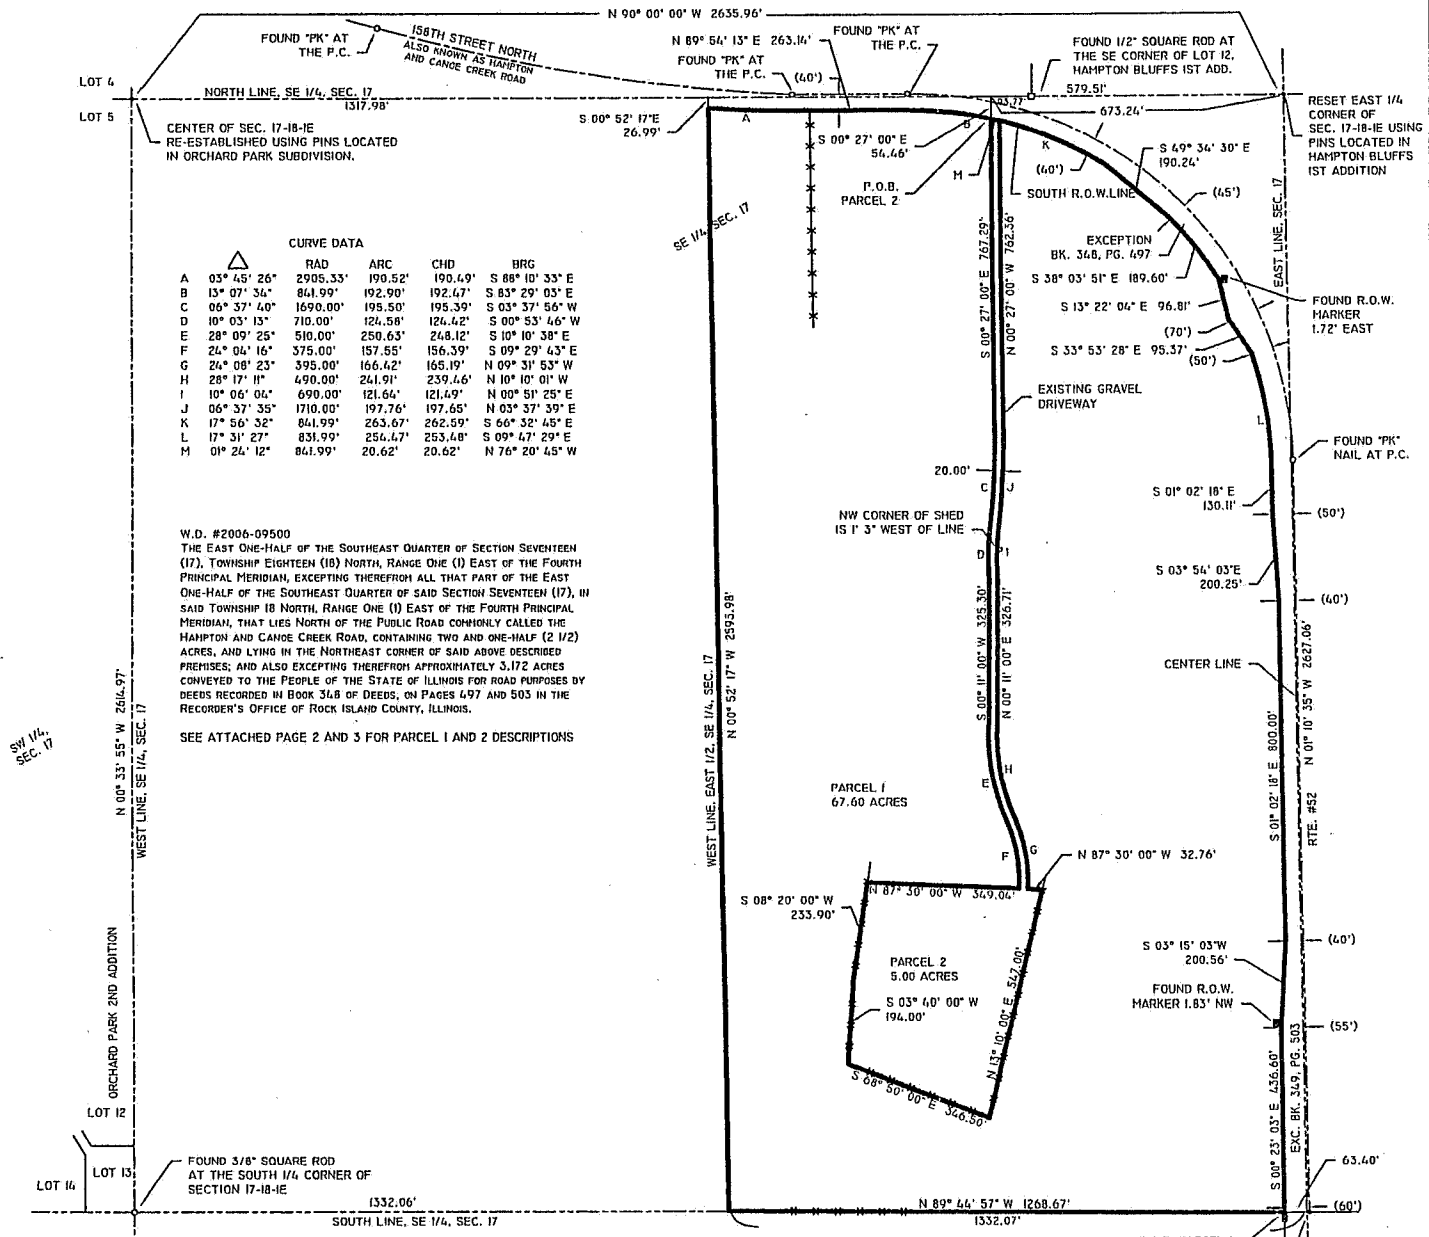 N 90° 00' 00" W 2635.96'
FOUND "PK" AT
THE P.C.
158TH STREET NORTH
ALSO KNOWN AS HAMPTON
AND CANOE CREEK ROAD
N 89° 54' 13" E 263.14'
FOUND "PK" AT
THE P.C.
FOUND "PK" AT
THE P.C.
(40')
FOUND 1/2" SQUARE ROD AT
THE SE CORNER OF LOT 12,
HAMPTON BLUFFS 1ST ADD.
579.51'
LOT 4
LOT 5
NORTH LINE, SE 1/4, SEC. 17
1317.98'
CENTER OF SEC. 17-18-1E
RE-ESTABLISHED USING PINS LOCATED
IN ORCHARD PARK SUBDIVISION.
S 00° 52' 17"E
26.99'
A
B
S 00° 27' 00" E
54.46'
M
P.O.B.
PARCEL 2
K
(40')
SOUTH R.O.W.LINE
673.24'
S 49° 34' 30" E
190.24'
(45')
RESET EAST 1/4
CORNER OF
SEC. 17-18-1E USING
PINS LOCATED IN
HAMPTON BLUFFS
1ST ADDITION
EAST LINE, SEC. 17
SE 1/4, SEC. 17
EXCEPTION
BK. 348, PG. 497
S 38° 03' 51" E 189.60'
S 13° 22' 04" E 96.81'
(70')
S 33° 53' 28" E 95.37'
(50')
FOUND R.O.W.
MARKER
1.72' EAST
CURVE DATA
RAD ARC CHD BRG
A 03° 45' 26" 2905.33' 190.52' 190.49' S 88° 10' 33" E
B 13° 07' 34" 841.99' 192.90' 192.47' S 83° 29' 03" E
C 06° 37' 40" 1690.00' 195.50' 195.39' S 03° 37' 56" W
D 10° 03' 13" 710.00' 124.58' 124.42' S 00° 53' 46" W
E 28° 09' 25" 510.00' 250.63' 248.12' S 10° 10' 38" E
F 24° 04' 16" 375.00' 157.55' 156.39' S 09° 29' 43" E
G 24° 08' 23" 395.00' 166.42' 165.19' N 09° 31' 53" W
H 28° 17' 11" 490.00' 241.91' 239.46' N 10° 10' 01" W
I 10° 06' 04" 690.00' 121.64' 121.49' N 00° 51' 25" E
J 06° 37' 35" 1710.00' 197.76' 197.65' N 03° 37' 39" E
K 17° 56' 32" 841.99' 263.67' 262.59' S 66° 32' 45" E
L 17° 31' 27" 831.99' 254.47' 253.48' S 09° 47' 29" E
M 01° 24' 12" 841.99' 20.62' 20.62' N 76° 20' 45" W
S 00° 27' 00" E 767.29'
N 00° 27' 00" W 762.36'
EXISTING GRAVEL
DRIVEWAY
L
FOUND "PK"
NAIL AT P.C.
20.00'
C
J
NW CORNER OF SHED
IS 1' 3" WEST OF LINE
D
I
S 01° 02' 18" E
130.11'
(50')
S 03° 54' 03"E
200.25'
(40')
W.D. #2006-09500
THE EAST ONE-HALF OF THE SOUTHEAST QUARTER OF SECTION SEVENTEEN
(17), TOWNSHIP EIGHTEEN (18) NORTH, RANGE ONE (1) EAST OF THE FOURTH
PRINCIPAL MERIDIAN, EXCEPTING THEREFROM ALL THAT PART OF THE EAST
ONE-HALF OF THE SOUTHEAST QUARTER OF SAID SECTION SEVENTEEN (17), IN
SAID TOWNSHIP 18 NORTH, RANGE ONE (1) EAST OF THE FOURTH PRINCIPAL
MERIDIAN, THAT LIES NORTH OF THE PUBLIC ROAD COMMONLY CALLED THE
HAMPTON AND CANOE CREEK ROAD, CONTAINING TWO AND ONE-HALF (2 1/2)
ACRES, AND LYING IN THE NORTHEAST CORNER OF SAID ABOVE DESCRIBED
PREMISES; AND ALSO EXCEPTING THEREFROM APPROXIMATELY 3.172 ACRES
CONVEYED TO THE PEOPLE OF THE STATE OF ILLINOIS FOR ROAD PURPOSES BY
DEEDS RECORDED IN BOOK 348 OF DEEDS, ON PAGES 497 AND 503 IN THE
RECORDER'S OFFICE OF ROCK ISLAND COUNTY, ILLINOIS.
SEE ATTACHED PAGE 2 AND 3 FOR PARCEL 1 AND 2 DESCRIPTIONS
SW 1/4,
SEC. 17
N 00° 33' 55" W 2614.97'
WEST LINE, SE 1/4, SEC. 17
WEST LINE, EAST 1/2, SE 1/4, SEC. 17
N 00° 52' 17" W 2593.98'
S 00° 11' 00" W 325.30'
N 00° 11' 00" E 326.71'
CENTER LINE
N 01° 10' 35" W 2627.06'
S 01° 02' 18" E 800.00'
RTE. #52
PARCEL 1
67.60 ACRES
H
E
F
G
N 87° 30' 00" W 32.76'
N 87° 30' 00" W 349.04'
S 08° 20' 00" W
233.90'
PARCEL 2
5.00 ACRES
S 03° 40' 00" W
194.00'
N 13° 10' 00" E 547.00'
S 68° 50' 00" E 346.50'
S 03° 15' 03"W
200.56'
(40')
FOUND R.O.W.
MARKER 1.83' NW
(55')
S 00° 23' 03" E 436.60'
EXC. BK. 349, PG. 503
ORCHARD PARK 2ND ADDITION
LOT 12
LOT 13
LOT 14
FOUND 3/8" SQUARE ROD
AT THE SOUTH 1/4 CORNER OF
SECTION 17-18-1E
1332.06'
SOUTH LINE, SE 1/4, SEC. 17
N 89° 44' 57" W 1268.67'
1332.07'
63.40'
(60')